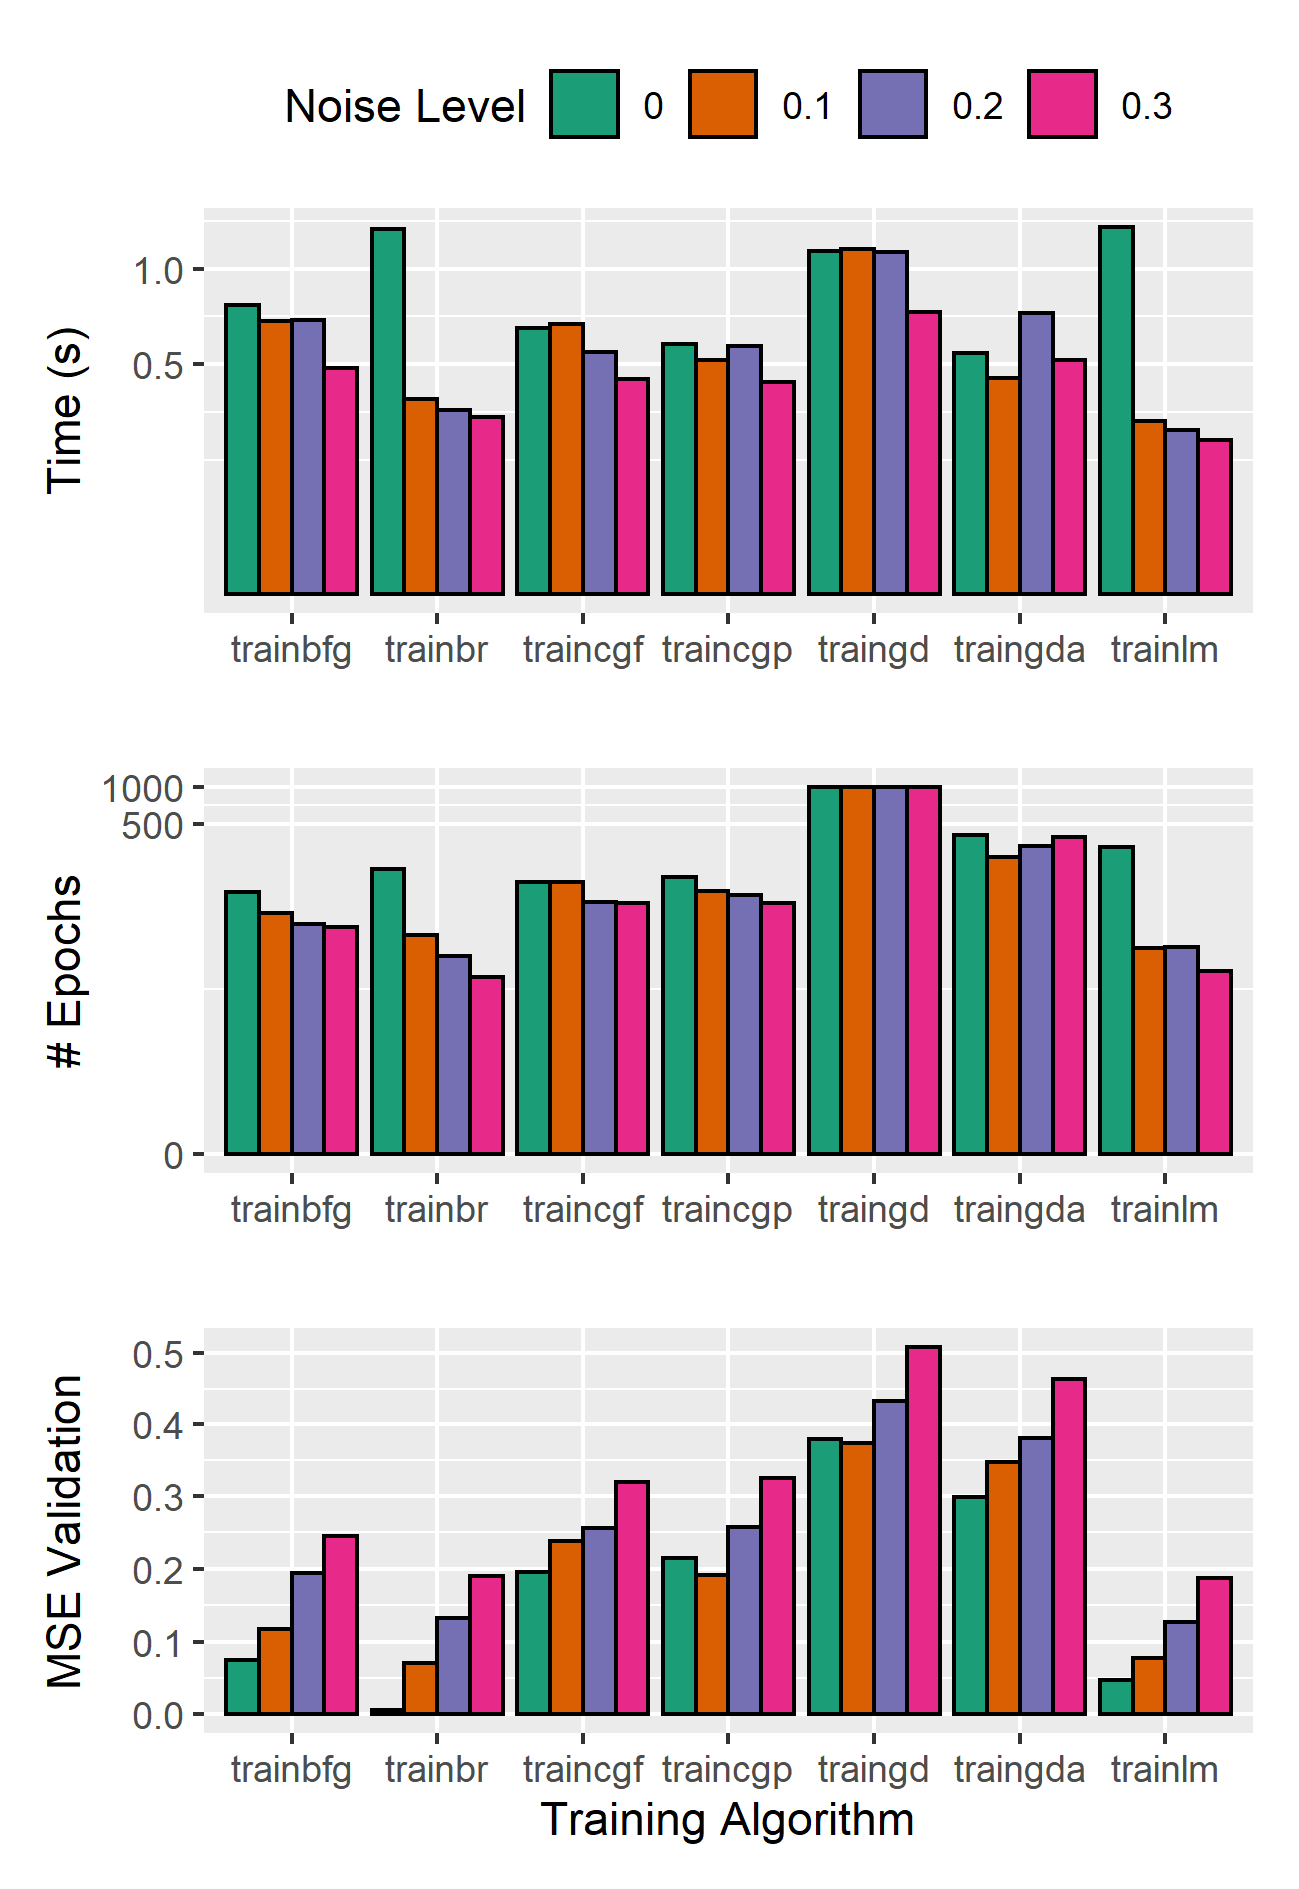 Noise Level 0 0.1 0.2 0.3
Time (s)
1.0
0.5
trainbfg trainbr traincgf traincgp traingd traingda trainlm
# Epochs
1000
500
0
trainbfg trainbr traincgf traincgp traingd traingda trainlm
MSE Validation
0.5
0.4
0.3
0.2
0.1
0.0
trainbfg trainbr traincgf traincgp traingd traingda trainlm
Training Algorithm